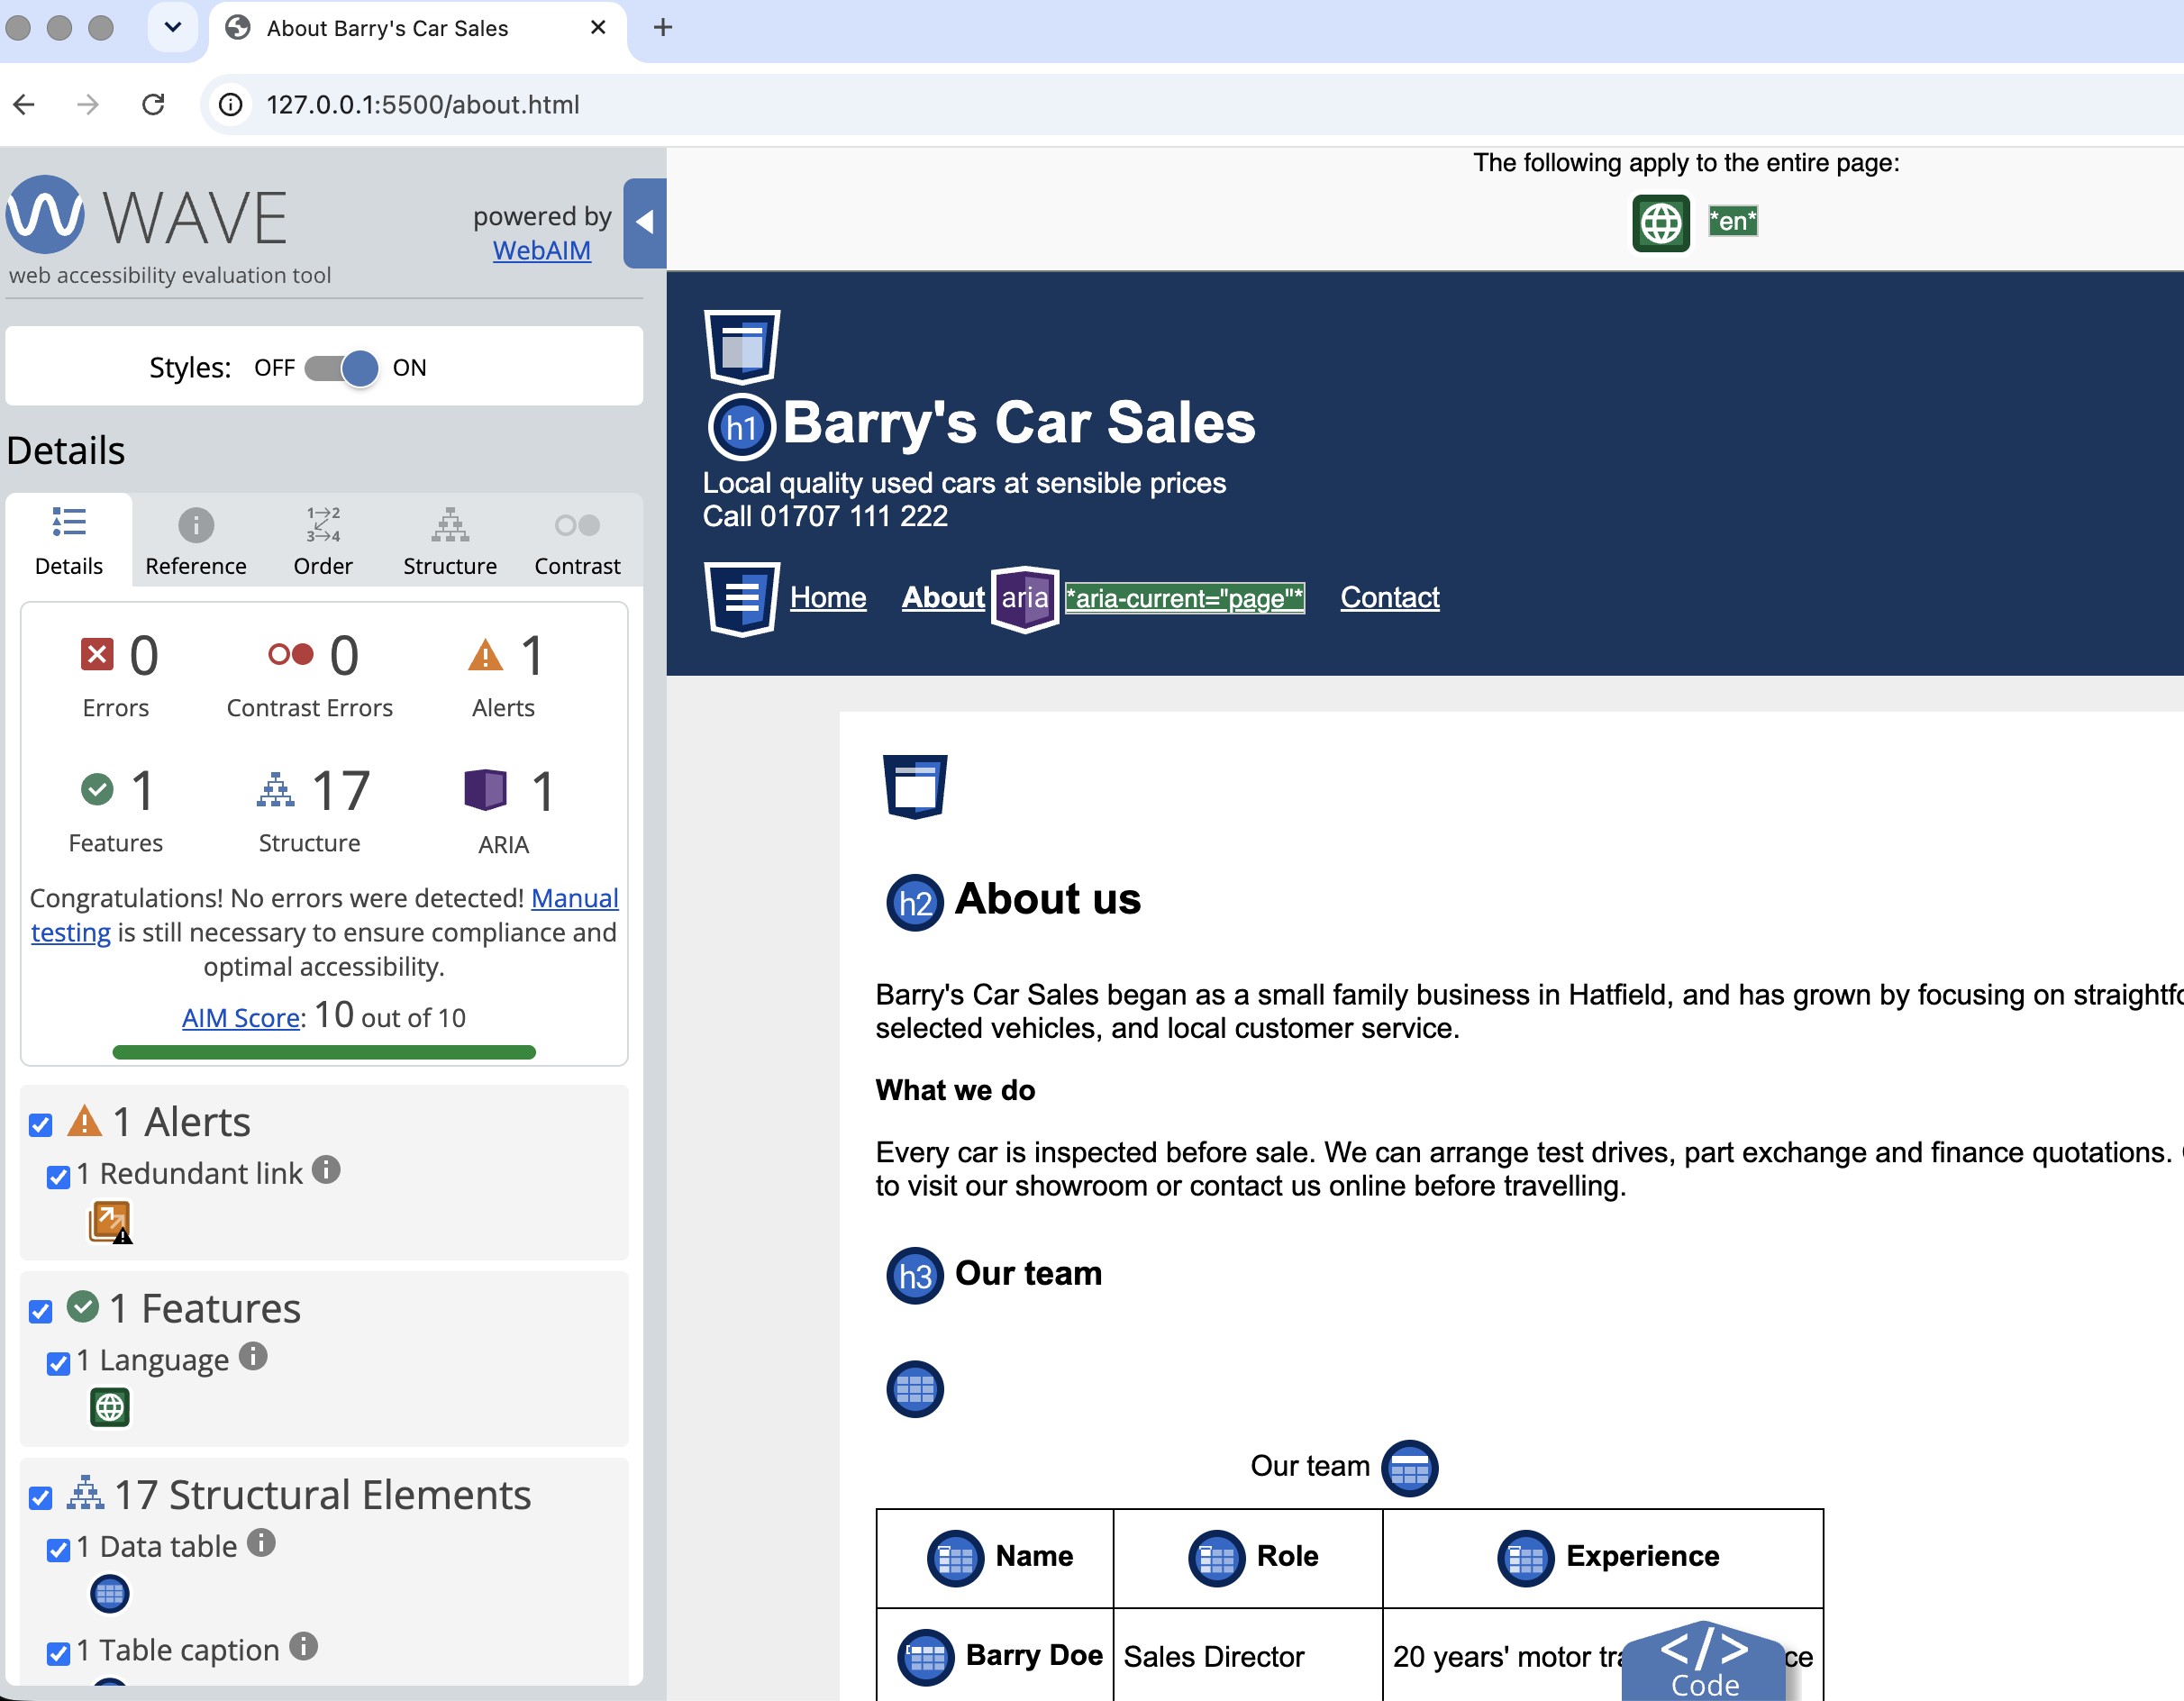 About Barry's Car Sales
127.0.0.1:5500/about.html
WAVE
web accessibility evaluation tool
powered by
WebAIM
Styles: OFF ON
Details
Details Reference Order Structure Contrast
1→2
3→4
0 Errors
0 Contrast Errors
1 Alerts
1 Features
17 Structure
1 ARIA
Congratulations! No errors were detected! Manual
testing is still necessary to ensure compliance and
optimal accessibility.
AIM Score: 10 out of 10
1 Alerts
1 Redundant link
1 Features
1 Language
17 Structural Elements
1 Data table
1 Table caption
The following apply to the entire page:
*en*
h1 Barry's Car Sales
Local quality used cars at sensible prices
Call 01707 111 222
Home About aria *aria-current="page"* Contact
h2 About us
Barry's Car Sales began as a small family business in Hatfield, and has grown by focusing on
selected vehicles, and local customer service.
What we do
Every car is inspected before sale. We can arrange test drives, part exchange and finance quotations.
to visit our showroom or contact us online before travelling.
h3 Our team
Our team
Name Role Experience
Barry Doe Sales Director 20 years' motor
</> Code